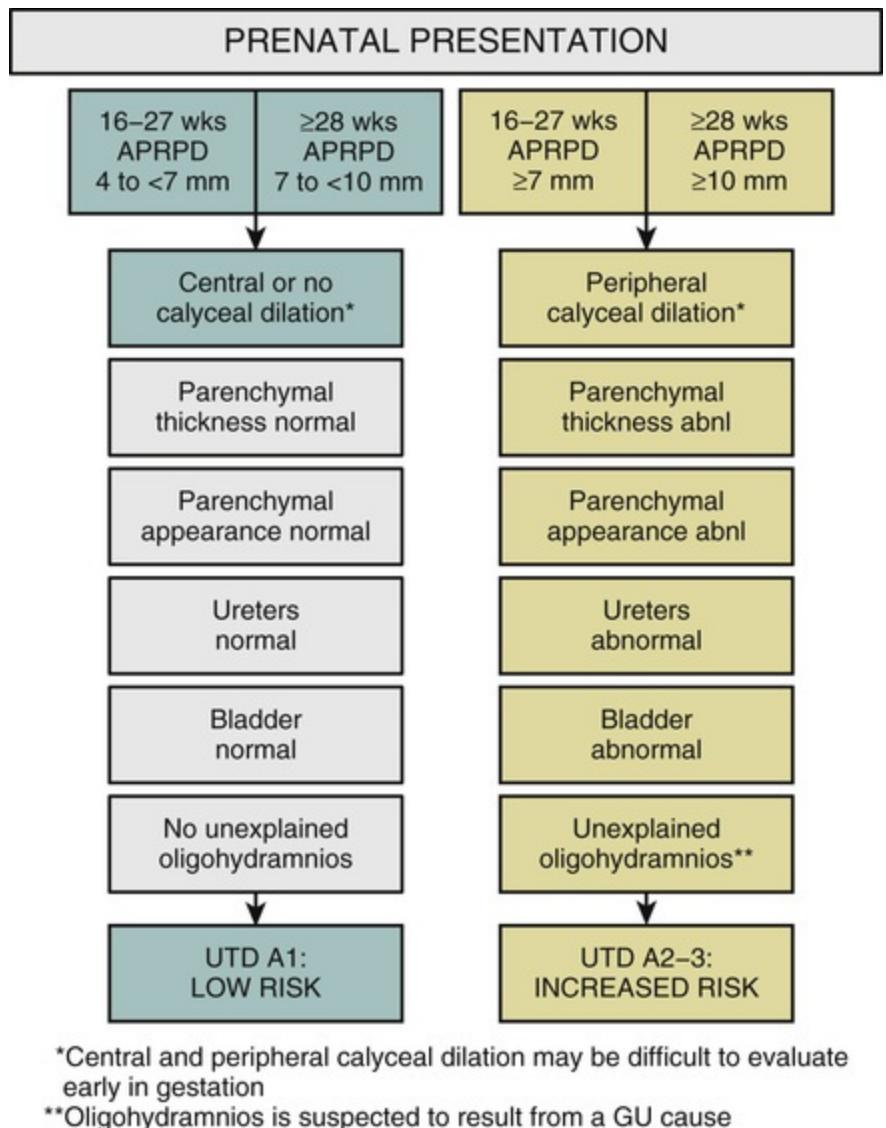 PRENATAL PRESENTATION
16–27 wks
APRPD
4 to <7 mm
≥28 wks
APRPD
7 to <10 mm
16–27 wks
APRPD
≥7 mm
≥28 wks
APRPD
≥10 mm
Central or no
calyceal dilation*
Peripheral
calyceal dilation*
Parenchymal
thickness normal
Parenchymal
thickness abnl
Parenchymal
appearance normal
Parenchymal
appearance abnl
Ureters
normal
Ureters
abnormal
Bladder
normal
Bladder
abnormal
No unexplained
oligohydramnios
Unexplained
oligohydramnios**
UTD A1:
LOW RISK
UTD A2–3:
INCREASED RISK
*Central and peripheral calyceal dilation may be difficult to evaluate
early in gestation
**Oligohydramnios is suspected to result from a GU cause